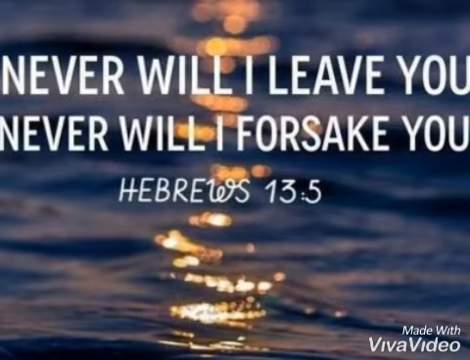 NEVER WILL I LEAVE YOU
NEVER WILL I FORSAKE YOU
HEBREWS 13:5
Made With
VivaVideo